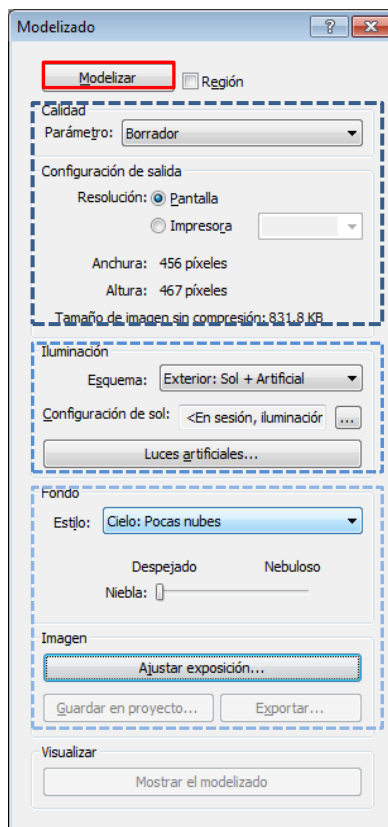 Modelizado
Modelizar
Región
Calidad
Parámetro: Borrador
Configuración de salida
Resolución: Pantalla
Impresora
Anchura: 456 píxeles
Altura: 467 píxeles
Tamaño de imagen sin compresión: 831,8 KB
Iluminación
Esquema: Exterior: Sol + Artificial
Configuración de sol: <En sesión, iluminaciór ...
Luces artificiales...
Fondo
Estilo: Cielo: Pocas nubes
Despejado Nebuloso
Niebla:
Imagen
Ajustar exposición...
Guardar en proyecto... Exportar...
Visualizar
Mostrar el modelizado